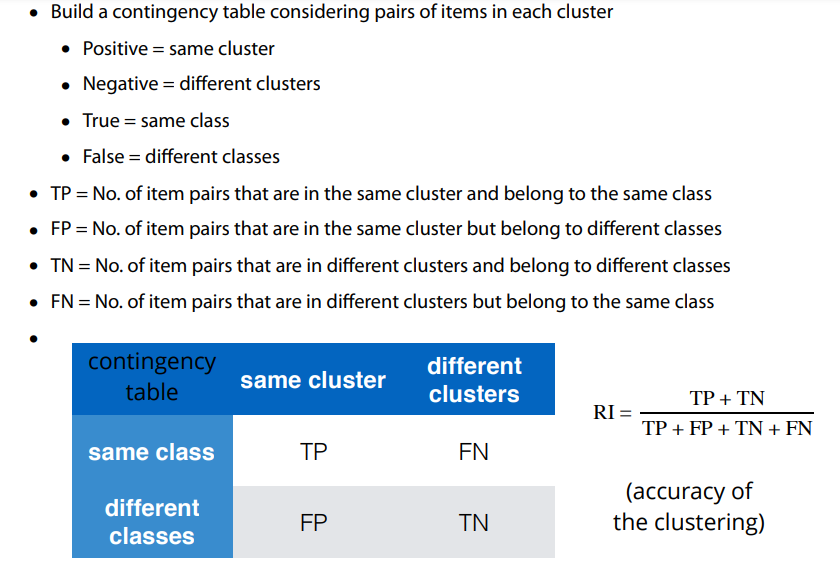 • Build a contingency table considering pairs of items in each cluster
• Positive = same cluster
• Negative = different clusters
• True = same class
• False = different classes
• TP = No. of item pairs that are in the same cluster and belong to the same class
• FP = No. of item pairs that are in the same cluster but belong to different classes
• TN = No. of item pairs that are in different clusters and belong to different classes
• FN = No. of item pairs that are in different clusters but belong to the same class
•
contingency
table
same cluster
different
clusters
same class
TP
FN
different
classes
FP
TN
RI =
TP + TN
TP + FP + TN + FN
(accuracy of
the clustering)